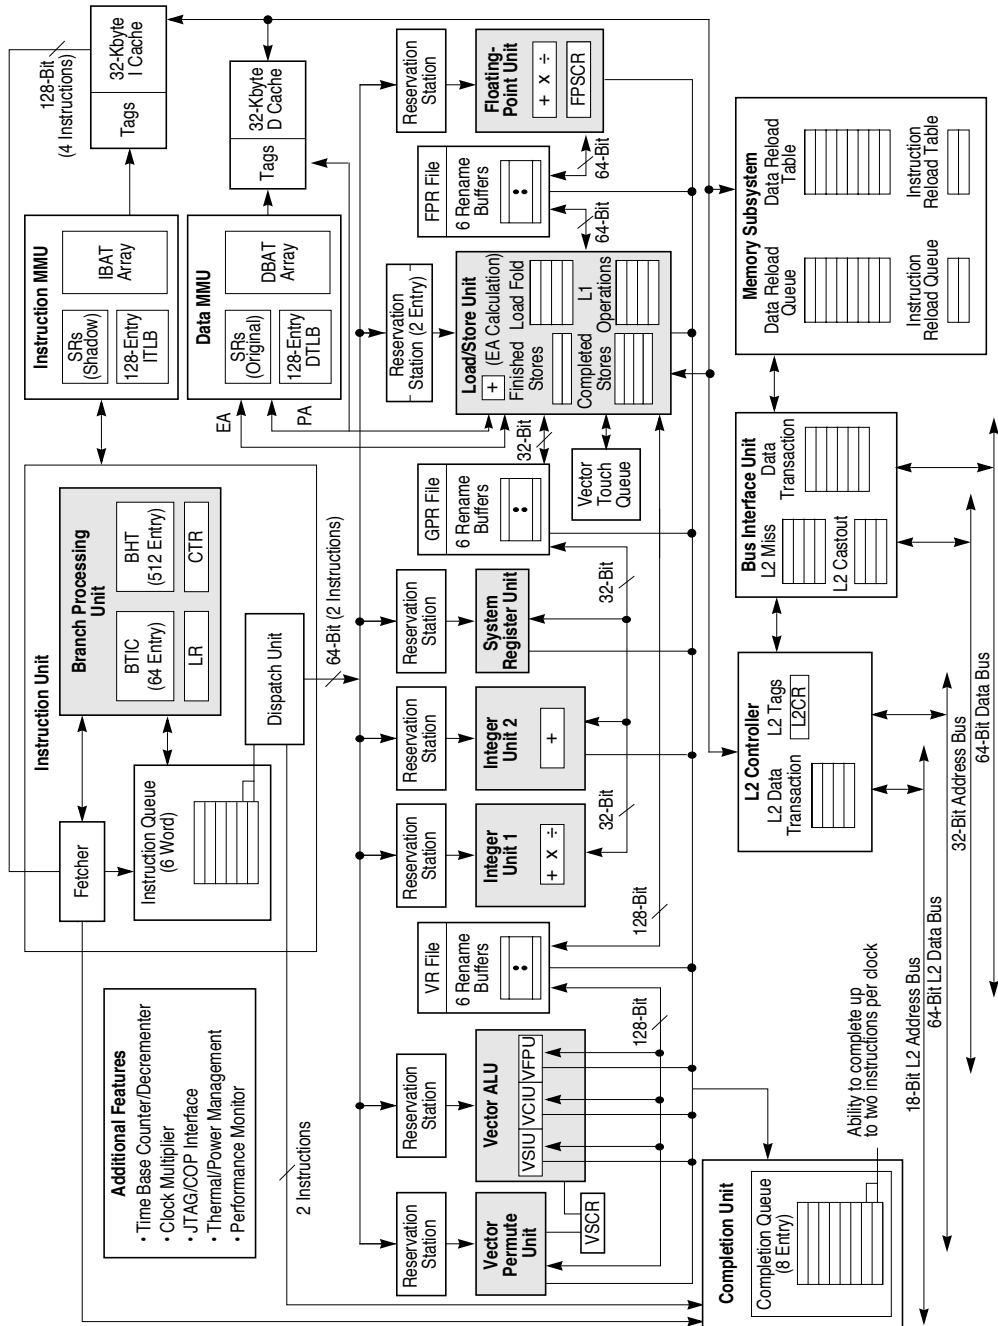 Additional Features
• Time Base Counter/Decrementer
• Clock Multiplier
• JTAG/COP Interface
• Thermal/Power Management
• Performance Monitor
2 Instructions
Instruction Unit
Fetcher
Branch Processing
Unit
BTIC
(64 Entry)
BHT
(512 Entry)
LR
CTR
Instruction Queue
(6 Word)
Dispatch Unit
64-Bit (2 Instructions)
128-Bit
(4 Instructions)
Instruction MMU
SRs
(Shadow)
128-Entry
ITLB
IBAT
Array
Tags
32-Kbyte
I Cache
Data MMU
SRs
(Original)
128-Entry
DTLB
DBAT
Array
Tags
32-Kbyte
D Cache
EA
PA
Reservation
Station
Vector
Permute
Unit
VSCR
Reservation
Station
Vector ALU
VSIU
VCIU
VFPU
128-Bit
VR File
6 Rename
Buffers
128-Bit
Reservation
Station
Integer
Unit 1
+ x ÷
32-Bit
Reservation
Station
Integer
Unit 2
+
Reservation
Station
System
Register Unit
32-Bit
GPR File
6 Rename
Buffers
32-Bit
Vector
Touch
Queue
Reservation
Station (2 Entry)
Load/Store Unit
+ (EA Calculation)
Finished
Stores
Load Fold
Completed
Stores
L1
Operations
64-Bit
FPR File
6 Rename
Buffers
64-Bit
Reservation
Station
Floating-
Point Unit
+ x ÷
FPSCR
Completion Unit
Completion Queue
(8 Entry)
Ability to complete up
to two instructions per clock
L2 Controller
L2 Data
Transaction
L2 Tags
L2CR
Bus Interface Unit
L2 Miss
Data
Transaction
L2 Castout
Memory Subsystem
Data Reload
Queue
Data Reload
Table
Instruction
Reload Queue
Instruction
Reload Table
18-Bit L2 Address Bus
64-Bit L2 Data Bus
32-Bit Address Bus
64-Bit Data Bus